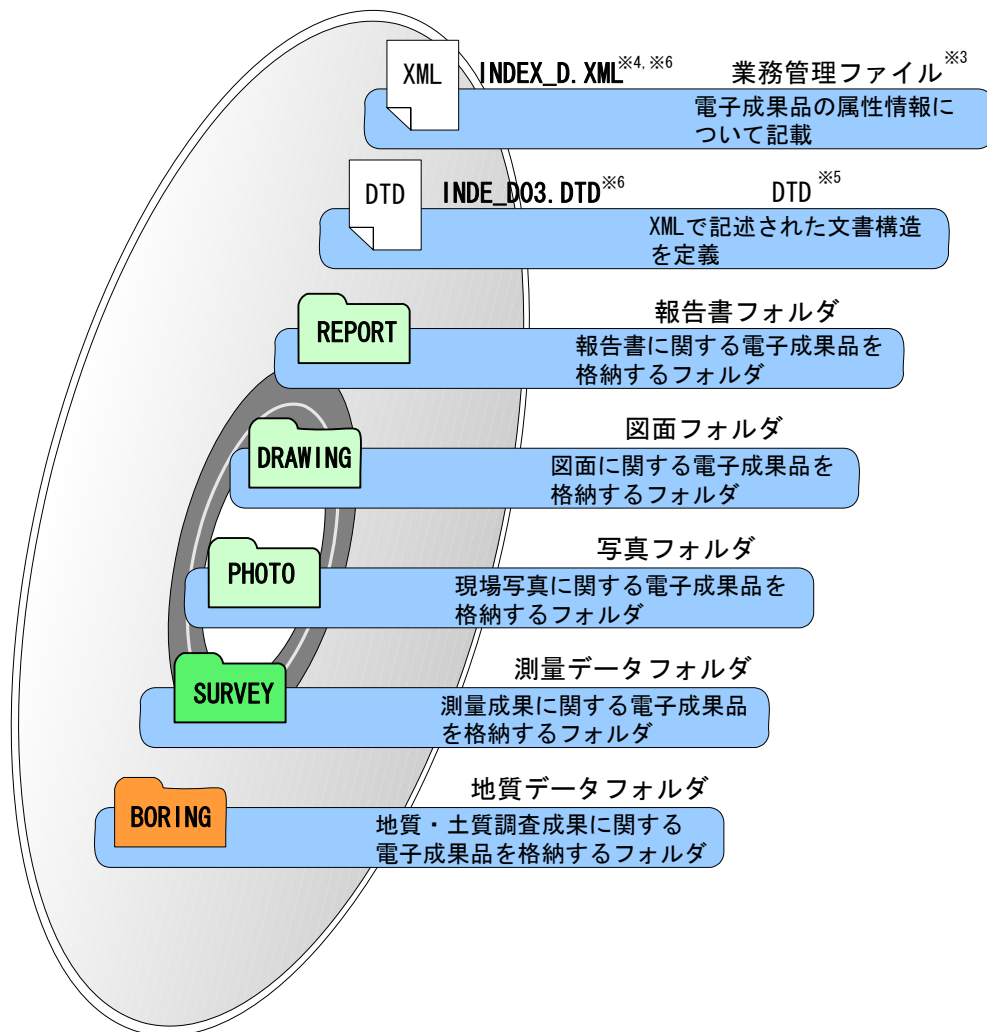 XML
INDEX_D.XML※4,※6 業務管理ファイル※3
電子成果品の属性情報に
ついて記載
DTD
INDE_D03.DTD※6 DTD※5
XMLで記述された文書構造
を定義
REPORT
報告書フォルダ
報告書に関する電子成果品を
格納するフォルダ
DRAWING
図面フォルダ
図面に関する電子成果品を
格納するフォルダ
PHOTO
写真フォルダ
現場写真に関する電子成果品を
格納するフォルダ
SURVEY
測量データフォルダ
測量成果に関する電子成果品
を格納するフォルダ
BORING
地質データフォルダ
地質・土質調査成果に関する
電子成果品を格納するフォルダ